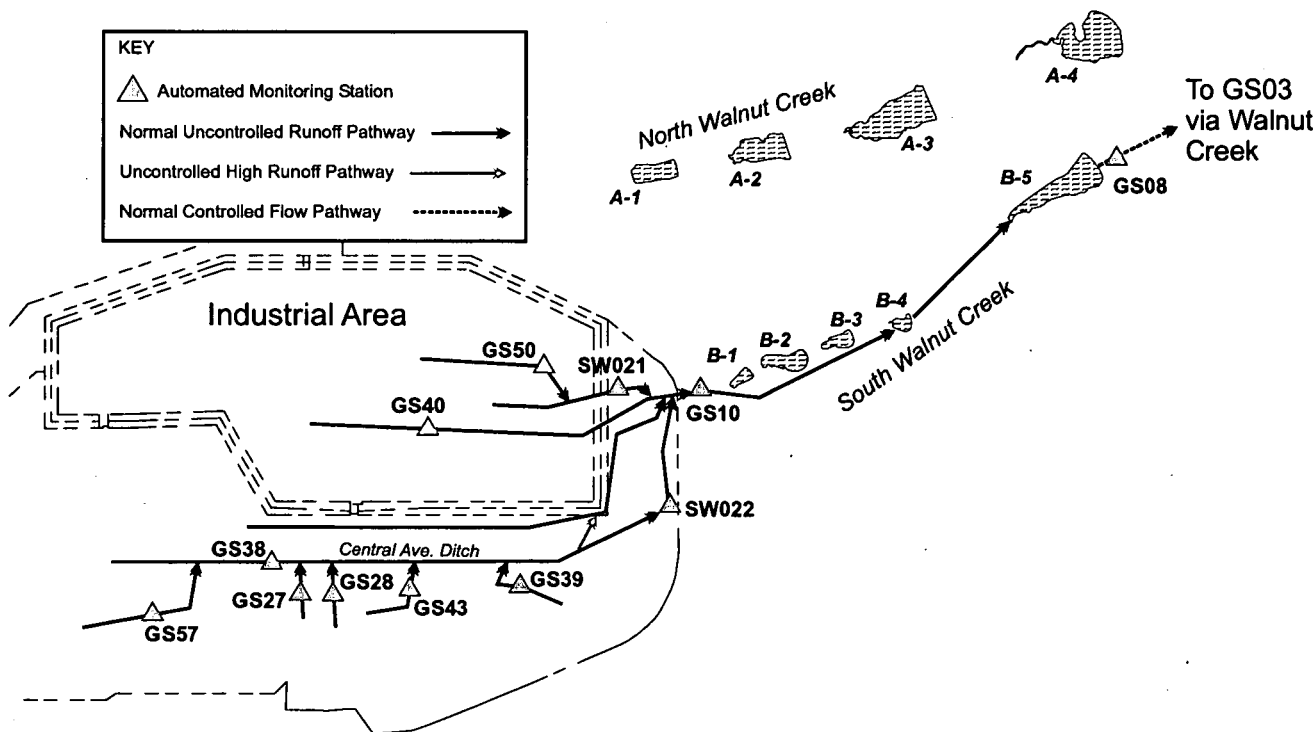 KEY
Automated Monitoring Station
Normal Uncontrolled Runoff Pathway
Uncontrolled High Runoff Pathway
Normal Controlled Flow Pathway
A-4
To GS03
via Walnut
Creek
North Walnut Creek
A-3
A-2
A-1
B-5
GS08
Industrial Area
GS50
SW021
B-1
B-2
B-3
B-4
South Walnut Creek
GS40
GS10
SW022
GS38
Central Ave. Ditch
GS27
GS28
GS43
GS39
GS57